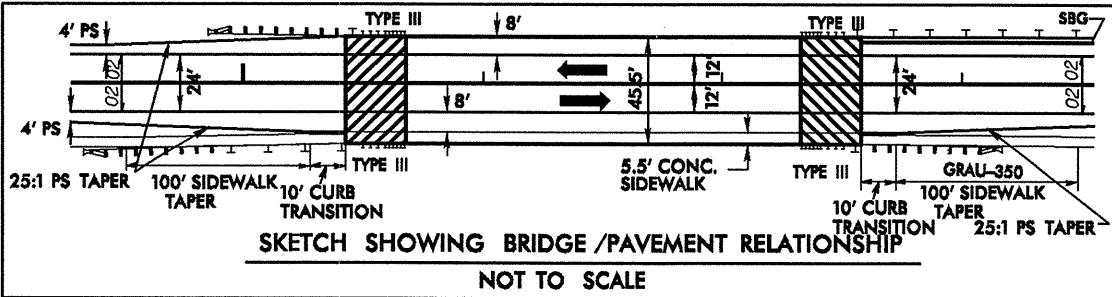 TYPE III
8'
TYPE III
SBG
4' PS
02
02
24'
45.5'
12'
12'
24'
02
02
8'
4' PS
TYPE III
5.5' CONC.
SIDEWALK
TYPE III
GRAU-350
25:1 PS TAPER
100' SIDEWALK
TAPER
10' CURB
TRANSITION
10' CURB
TRANSITION
100' SIDEWALK
TAPER
25:1 PS TAPER
SKETCH SHOWING BRIDGE /PAVEMENT RELATIONSHIP
NOT TO SCALE